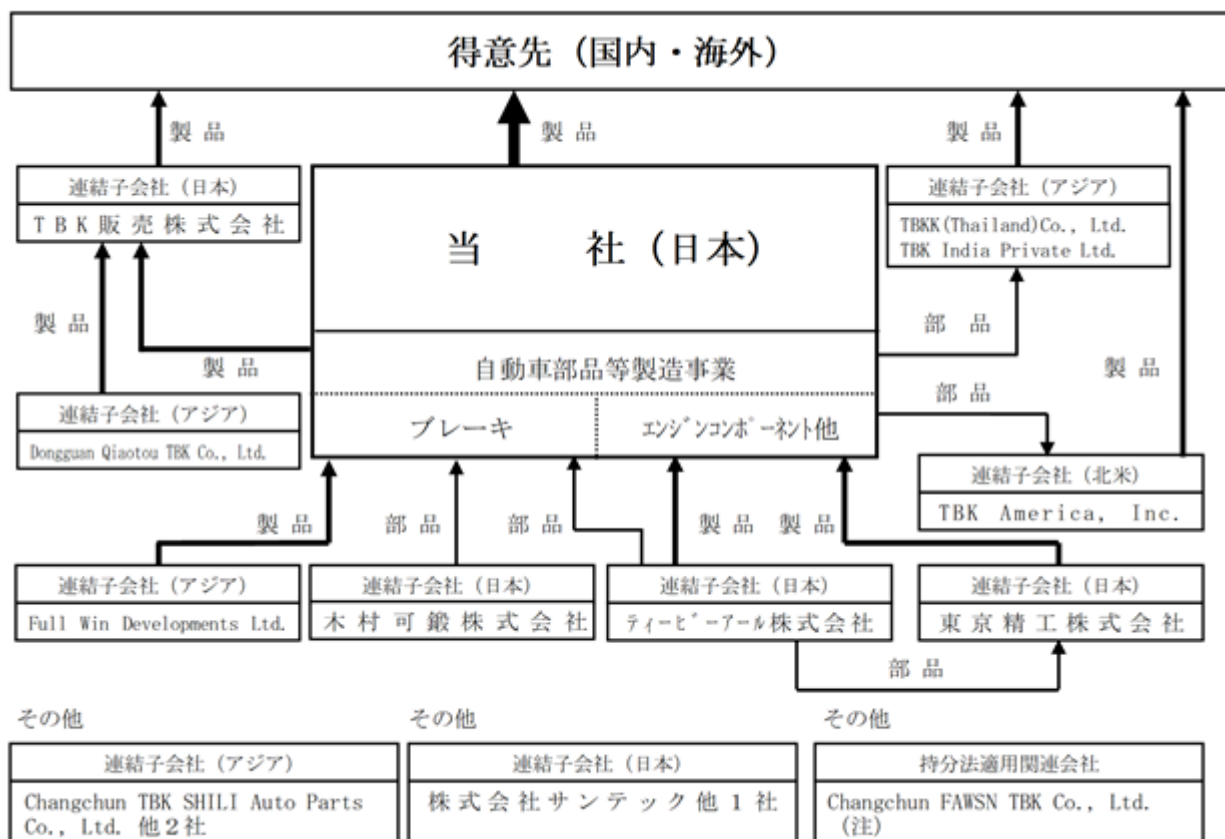 得意先（国内・海外）
製 品
製 品
製 品
連結子会社（日本）
TBK販売株式会社
当 社（日本）
連結子会社（アジア）
TBKK(Thailand)Co., Ltd.
TBK India Private Ltd.
製 品
製 品
部 品
製 品
自動車部品等製造事業
部 品
連結子会社（アジア）
Dongguan Qiaotou TBK Co., Ltd.
ブレーキ
エンジンコンポーネント他
連結子会社（北米）
TBK America, Inc.
製 品
部 品
部 品
製 品
製 品
連結子会社（アジア）
Full Win Developments Ltd.
連結子会社（日本）
木村可鍛株式会社
連結子会社（日本）
ティービーアール株式会社
連結子会社（日本）
東京精工株式会社
部 品
その他
連結子会社（アジア）
Changchun TBK SHILI Auto Parts
Co., Ltd. 他2社
その他
連結子会社（日本）
株式会社サンテック他1社
その他
持分法適用関連会社
Changchun FAWSN TBK Co., Ltd.
（注）